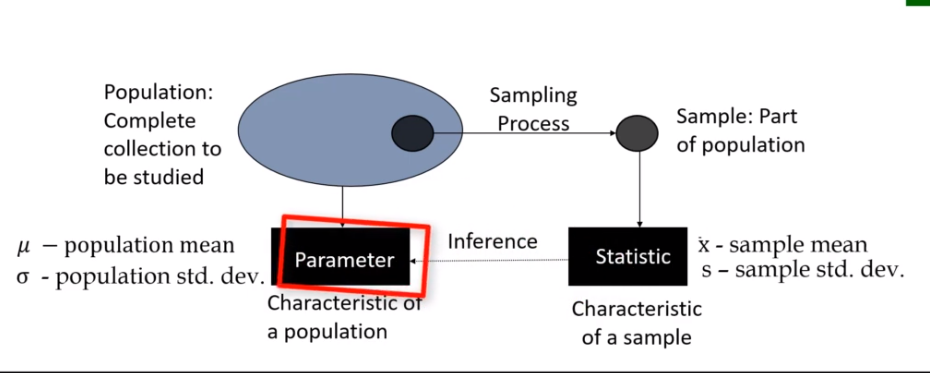 Population:
Complete
collection to
be studied
Sampling
Process
Sample: Part
of population
μ – population mean
σ - population std. dev.
Parameter
Inference
Statistic
ẋ - sample mean
s – sample std. dev.
Characteristic of
a population
Characteristic
of a sample